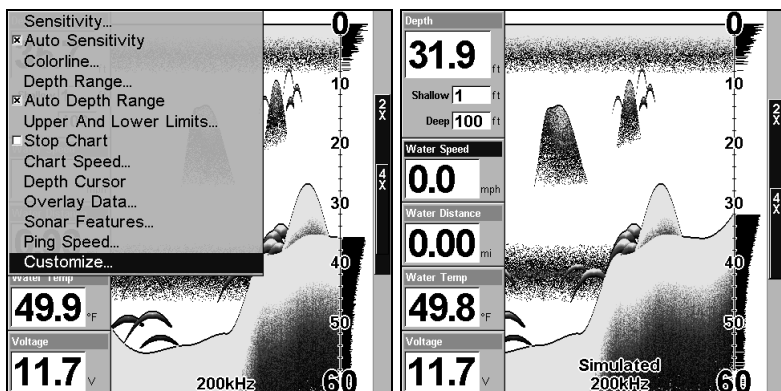 Sensitivity...
Auto Sensitivity
Colorline...
Depth Range...
Auto Depth Range
Upper And Lower Limits...
Stop Chart
Chart Speed...
Depth Cursor
Overlay Data...
Sonar Features...
Ping Speed...
Customize...
Water Temp
49.9 °F
Voltage
11.7 V
0
10
20
30
40
50
60
200kHz
2X
4X
Depth
31.9 ft
Shallow 1 ft
Deep 100 ft
Water Speed
0.0 mph
Water Distance
0.00 mi
Water Temp
49.8 °F
Voltage
11.7 V
0
10
20
30
40
50
60
Simulated
200kHz
2X
4X